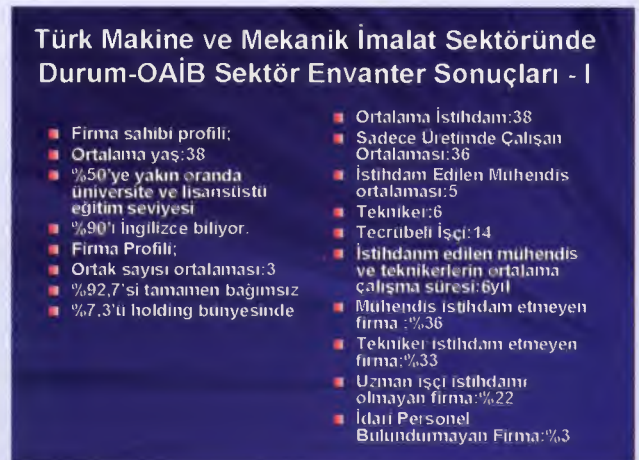 Türk Makine ve Mekanik İmalat Sektöründe
Durum-OAİB Sektör Envanter Sonuçları - I
Firma sahibi profili;
Ortalama yaş:38
%50'ye yakın oranda
üniversite ve lisansüstü
eğitim seviyesi
%90'ı İngilizce biliyor.
Firma Profili;
Ortak sayısı ortalaması:3
%92,7'si tamamen bağımsız
%7,3'ü holding bünyesinde
Ortalama İstihdam:38
Sadece Üretimde Çalışan
Ortalaması:36
İstihdam Edilen Mühendis
ortalaması:5
Tekniker:6
Tecrübeli İşçi:14
İstihdanm edilen mühendis
ve teknikerlerin ortalama
çalışma süresi:6yıl
Mühendis istihdam etmeyen
firma :%36
Tekniker istihdam etmeyen
firma;%33
Uzman işçi istihdamı
olmayan firma:%22
İdari Personel
Bulundurmayan Firma:%3